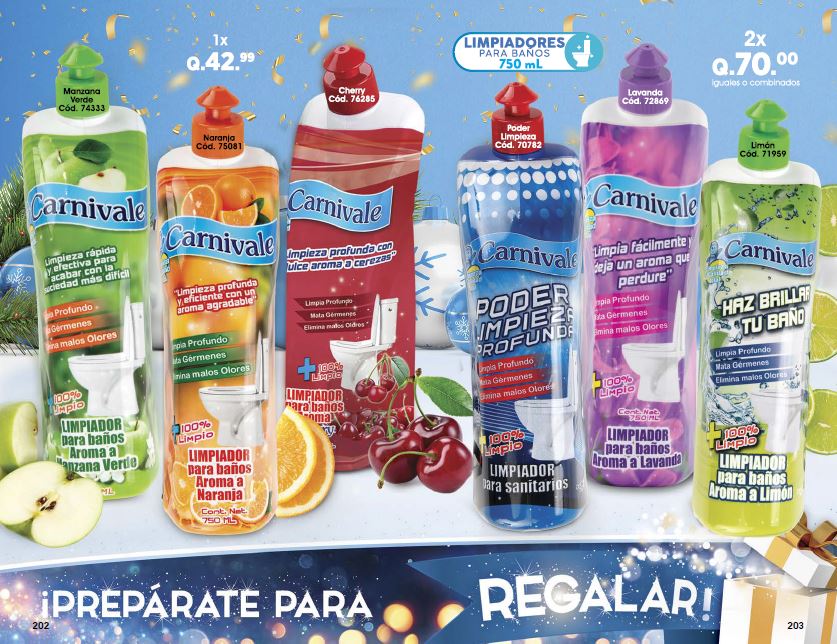 1x
Q.42.99
LIMPIADORES
PARA BAÑOS
750 mL
2x
Q.70.00
Iguales o combinados
Manzana
Verde
Cód. 74333
Carnivale
Limpieza rápida
y efectiva para
acabar con la
suciedad más difícil
Limpia Profundo
Mata Gérmenes
Elimina malos Olores
+100%
Limpio
LIMPIADOR
para baños
Aroma a
Manzana Verde
ML
Naranja
Cód. 75081
Carnivale
"Limpieza profunda
y eficiente con un
aroma agradable"
Limpia Profundo
Mata Gérmenes
Elimina malos Olores
+100%
Limpio
LIMPIADOR
para baños
Aroma a
Naranja
Cont. Net.
750 ML
Cherry
Cód. 76285
Carnivale
Limpieza profunda con
dulce aroma a cerezas"
Limpia Profundo
Mata Gérmenes
Elimina malos Olores
+100%
Limpio
LIMPIADOR
para baños
Aroma
Poder
Limpieza
Cód. 70782
Carnivale
PODER
LIMPIEZA
PROFUNDA
Limpia Profundo
Mata Gérmenes
Elimina malos Olores
+100%
Limpio
LIMPIADOR
para sanitarios
Lavanda
Cód. 72869
Carnivale
"Limpia fácilmente y
deja un aroma que
perdure"
Limpia Profundo
Mata Gérmenes
Elimina malos Olores
+100%
Limpio
Cont. Net.
750 ML
LIMPIADOR
para baños
Aroma a Lavanda
Limón
Cód. 71959
Carnivale
HAZ BRILLAR
TU BAÑO
Limpia Profundo
Mata Gérmenes
Elimina malos Olores
+100%
Limpio
LIMPIADOR
para baños
Aroma a Limón
¡PREPÁRATE PARA
REGALAR!
202
203